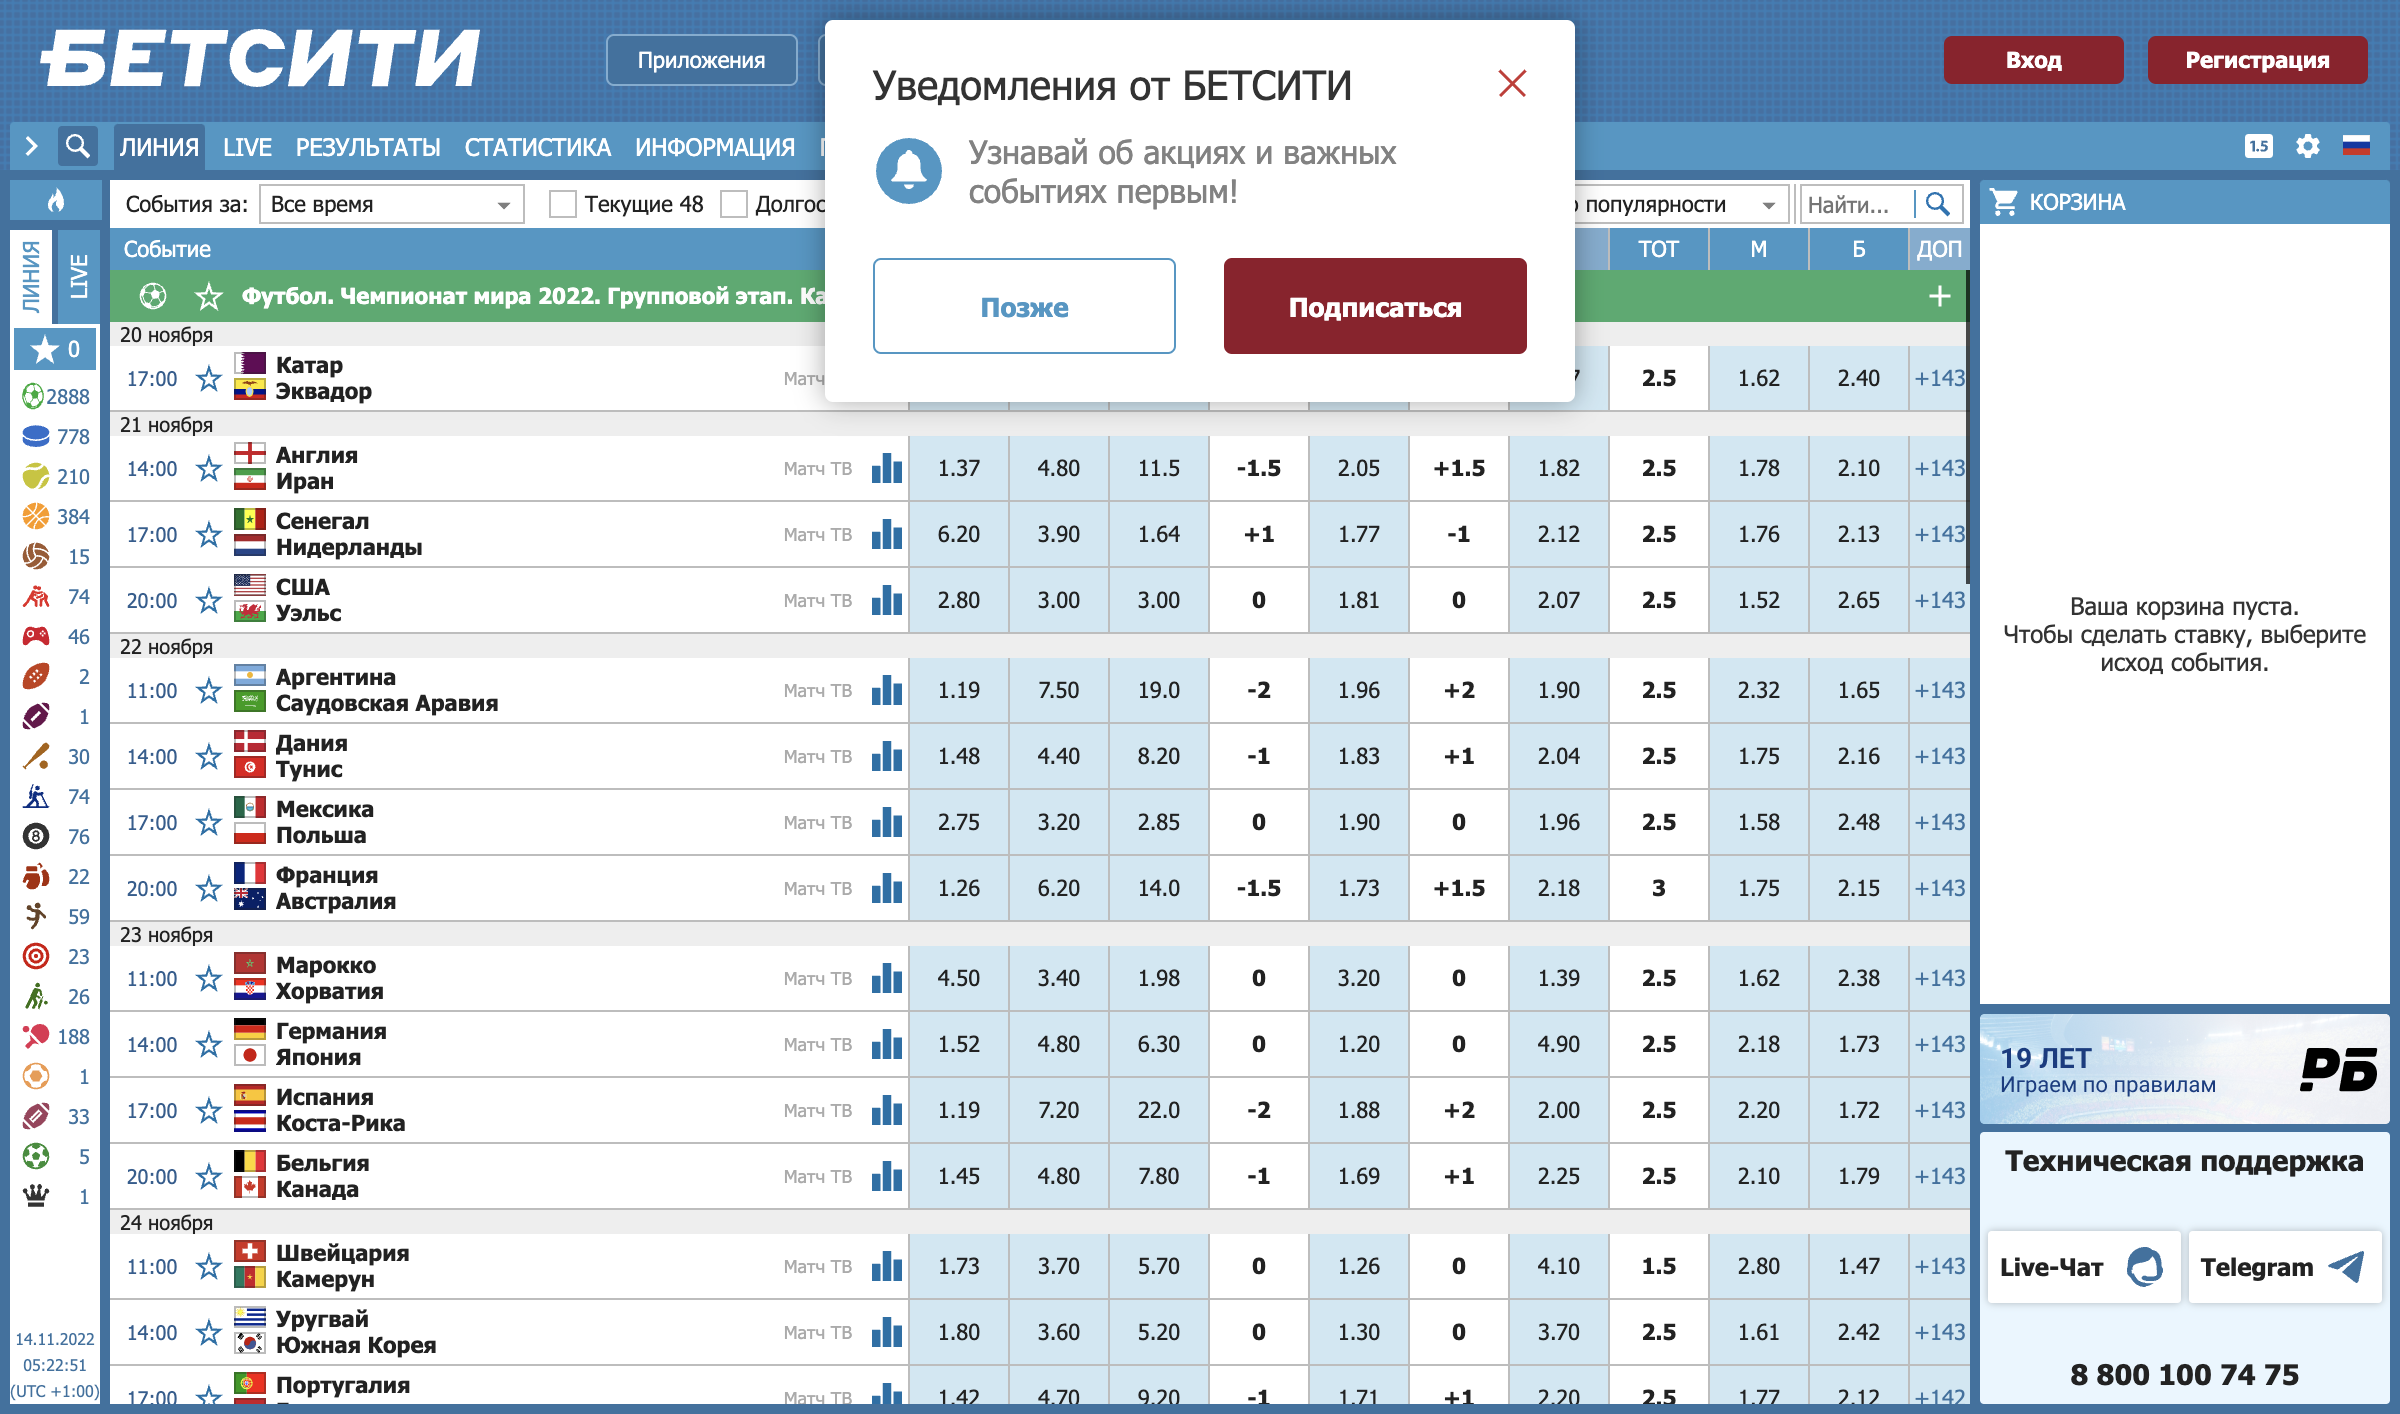 БЕТСИТИ
Приложения
Вход
Регистрация
Уведомления от БЕТСИТИ
Узнавай об акциях и важных
событиях первым!
Позже
Подписаться
ЛИНИЯ LIVE РЕЗУЛЬТАТЫ СТАТИСТИКА ИНФОРМАЦИЯ
1.5
События за: Все время Текущие 48
популярности Найти...
КОРЗИНА
ЛИНИЯ
LIVE
Событие ТОТ М Б ДОП
Футбол. Чемпионат мира 2022. Групповой этап.
20 ноября
17:00 Катар Эквадор Матч 2.5 1.62 2.40 +143
21 ноября
14:00 Англия Иран Матч ТВ 1.37 4.80 11.5 -1.5 2.05 +1.5 1.82 2.5 1.78 2.10 +143
17:00 Сенегал Нидерланды Матч ТВ 6.20 3.90 1.64 +1 1.77 -1 2.12 2.5 1.76 2.13 +143
20:00 США Уэльс Матч ТВ 2.80 3.00 3.00 0 1.81 0 2.07 2.5 1.52 2.65 +143
22 ноября
11:00 Аргентина Саудовская Аравия Матч ТВ 1.19 7.50 19.0 -2 1.96 +2 1.90 2.5 2.32 1.65 +143
14:00 Дания Тунис Матч ТВ 1.48 4.40 8.20 -1 1.83 +1 2.04 2.5 1.75 2.16 +143
17:00 Мексика Польша Матч ТВ 2.75 3.20 2.85 0 1.90 0 1.96 2.5 1.58 2.48 +143
20:00 Франция Австралия Матч ТВ 1.26 6.20 14.0 -1.5 1.73 +1.5 2.18 3 1.75 2.15 +143
23 ноября
11:00 Марокко Хорватия Матч ТВ 4.50 3.40 1.98 0 3.20 0 1.39 2.5 1.62 2.38 +143
14:00 Германия Япония Матч ТВ 1.52 4.80 6.30 0 1.20 0 4.90 2.5 2.18 1.73 +143
17:00 Испания Коста-Рика Матч ТВ 1.19 7.20 22.0 -2 1.88 +2 2.00 2.5 2.20 1.72 +143
20:00 Бельгия Канада Матч ТВ 1.45 4.80 7.80 -1 1.69 +1 2.25 2.5 2.10 1.79 +143
24 ноября
11:00 Швейцария Камерун Матч ТВ 1.73 3.70 5.70 0 1.26 0 4.10 1.5 2.80 1.47 +143
14:00 Уругвай Южная Корея Матч ТВ 1.80 3.60 5.20 0 1.30 0 3.70 2.5 1.61 2.42 +143
17:00 Португалия Матч ТВ 1.42 4.70 9.20 -1 1.71 +1 2.20 2.5 1.77 2.12 +142
0
2888
778
210
384
15
74
46
2
1
30
74
76
22
59
23
26
188
1
33
5
1
14.11.2022
05:22:51
(UTC +1:00)
Ваша корзина пуста.
Чтобы сделать ставку, выберите
исход события.
19 ЛЕТ
Играем по правилам
РБ
Техническая поддержка
Live-Чат
Telegram
8 800 100 74 75